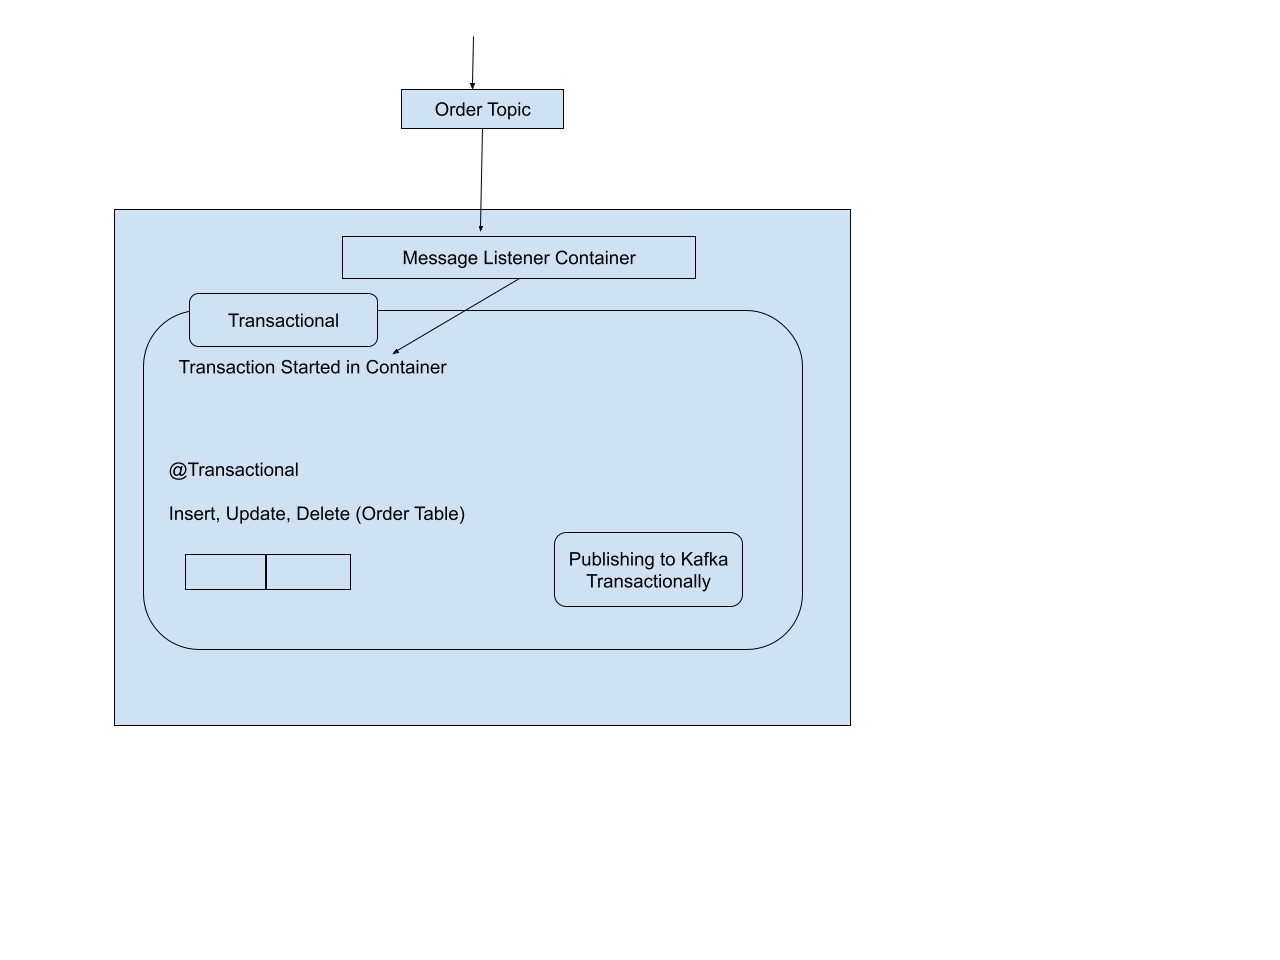 Order Topic
Message Listener Container
Transactional
Transaction Started in Container
@Transactional
Insert, Update, Delete (Order Table)
Publishing to Kafka
Transactionally